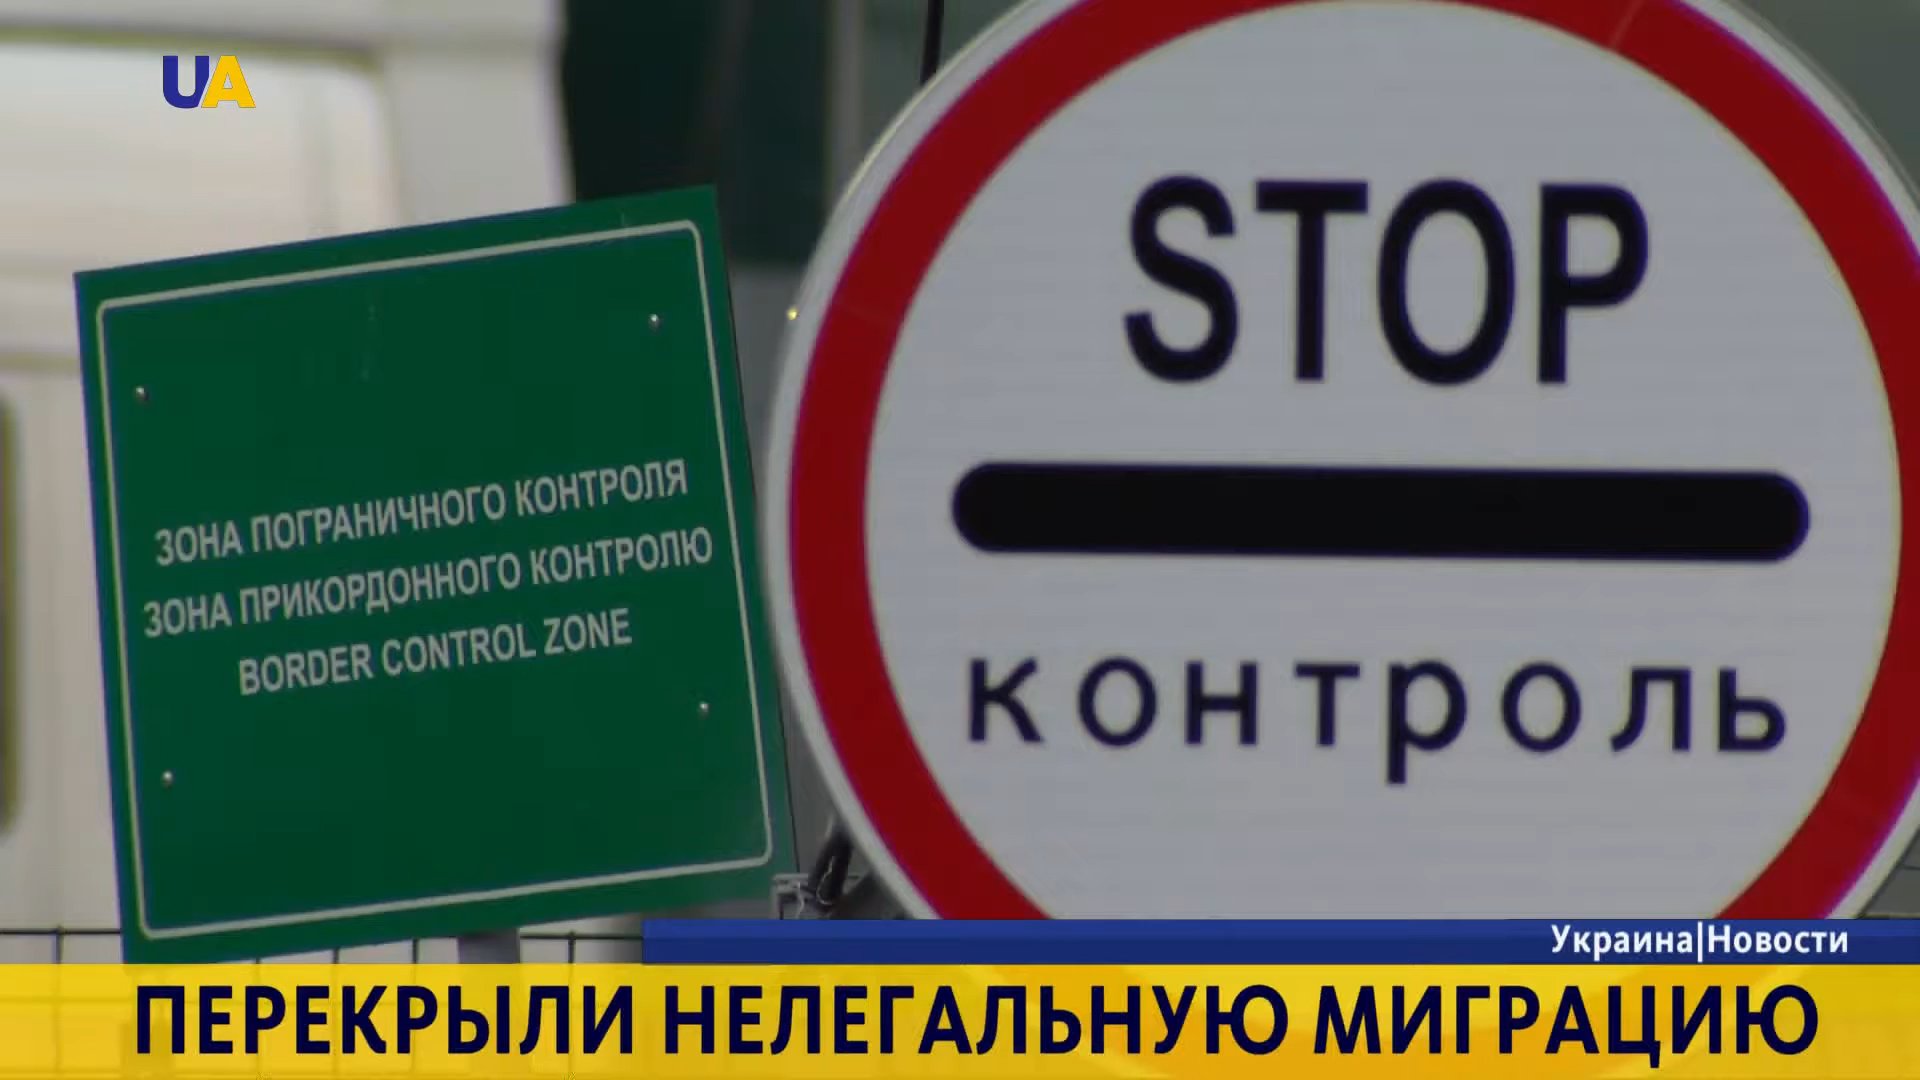 UA
ЗОНА ПОГРАНИЧНОГО КОНТРОЛЯ
ЗОНА ПРИКОРДОННОГО КОНТРОЛЮ
BORDER CONTROL ZONE
STOP
контроль
Украина|Новости
ПЕРЕКРЫЛИ НЕЛЕГАЛЬНУЮ МИГРАЦИЮ